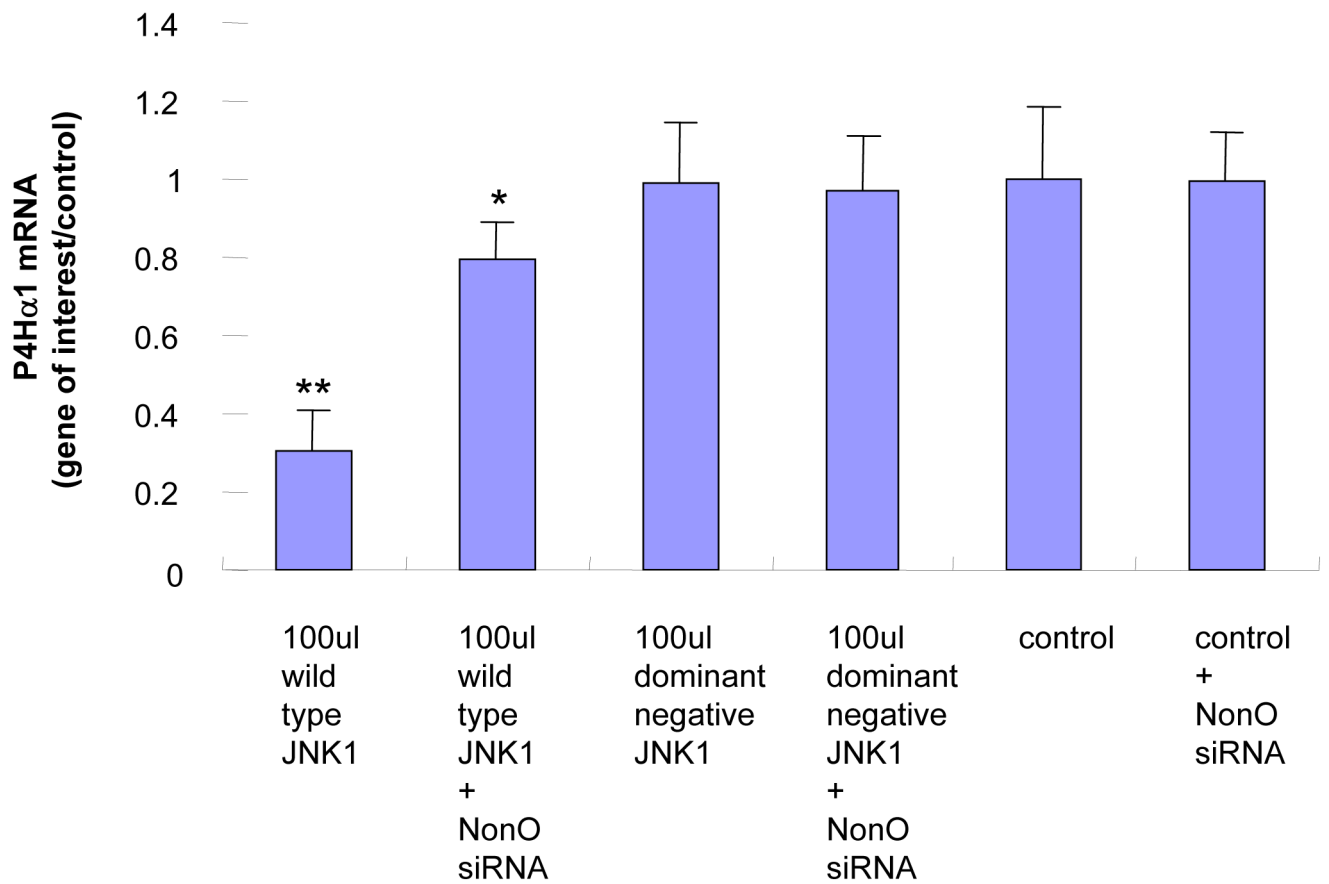 P4Hα1 mRNA
(gene of interest/control)
1.4
1.2
1
0.8
0.6
0.4
0.2
0
**
*
100ul
wild
type
JNK1
100ul
wild
type
JNK1
+
NonO
siRNA
100ul
dominant
negative
JNK1
100ul
dominant
negative
JNK1
+
NonO
siRNA
control
control
+
NonO
siRNA